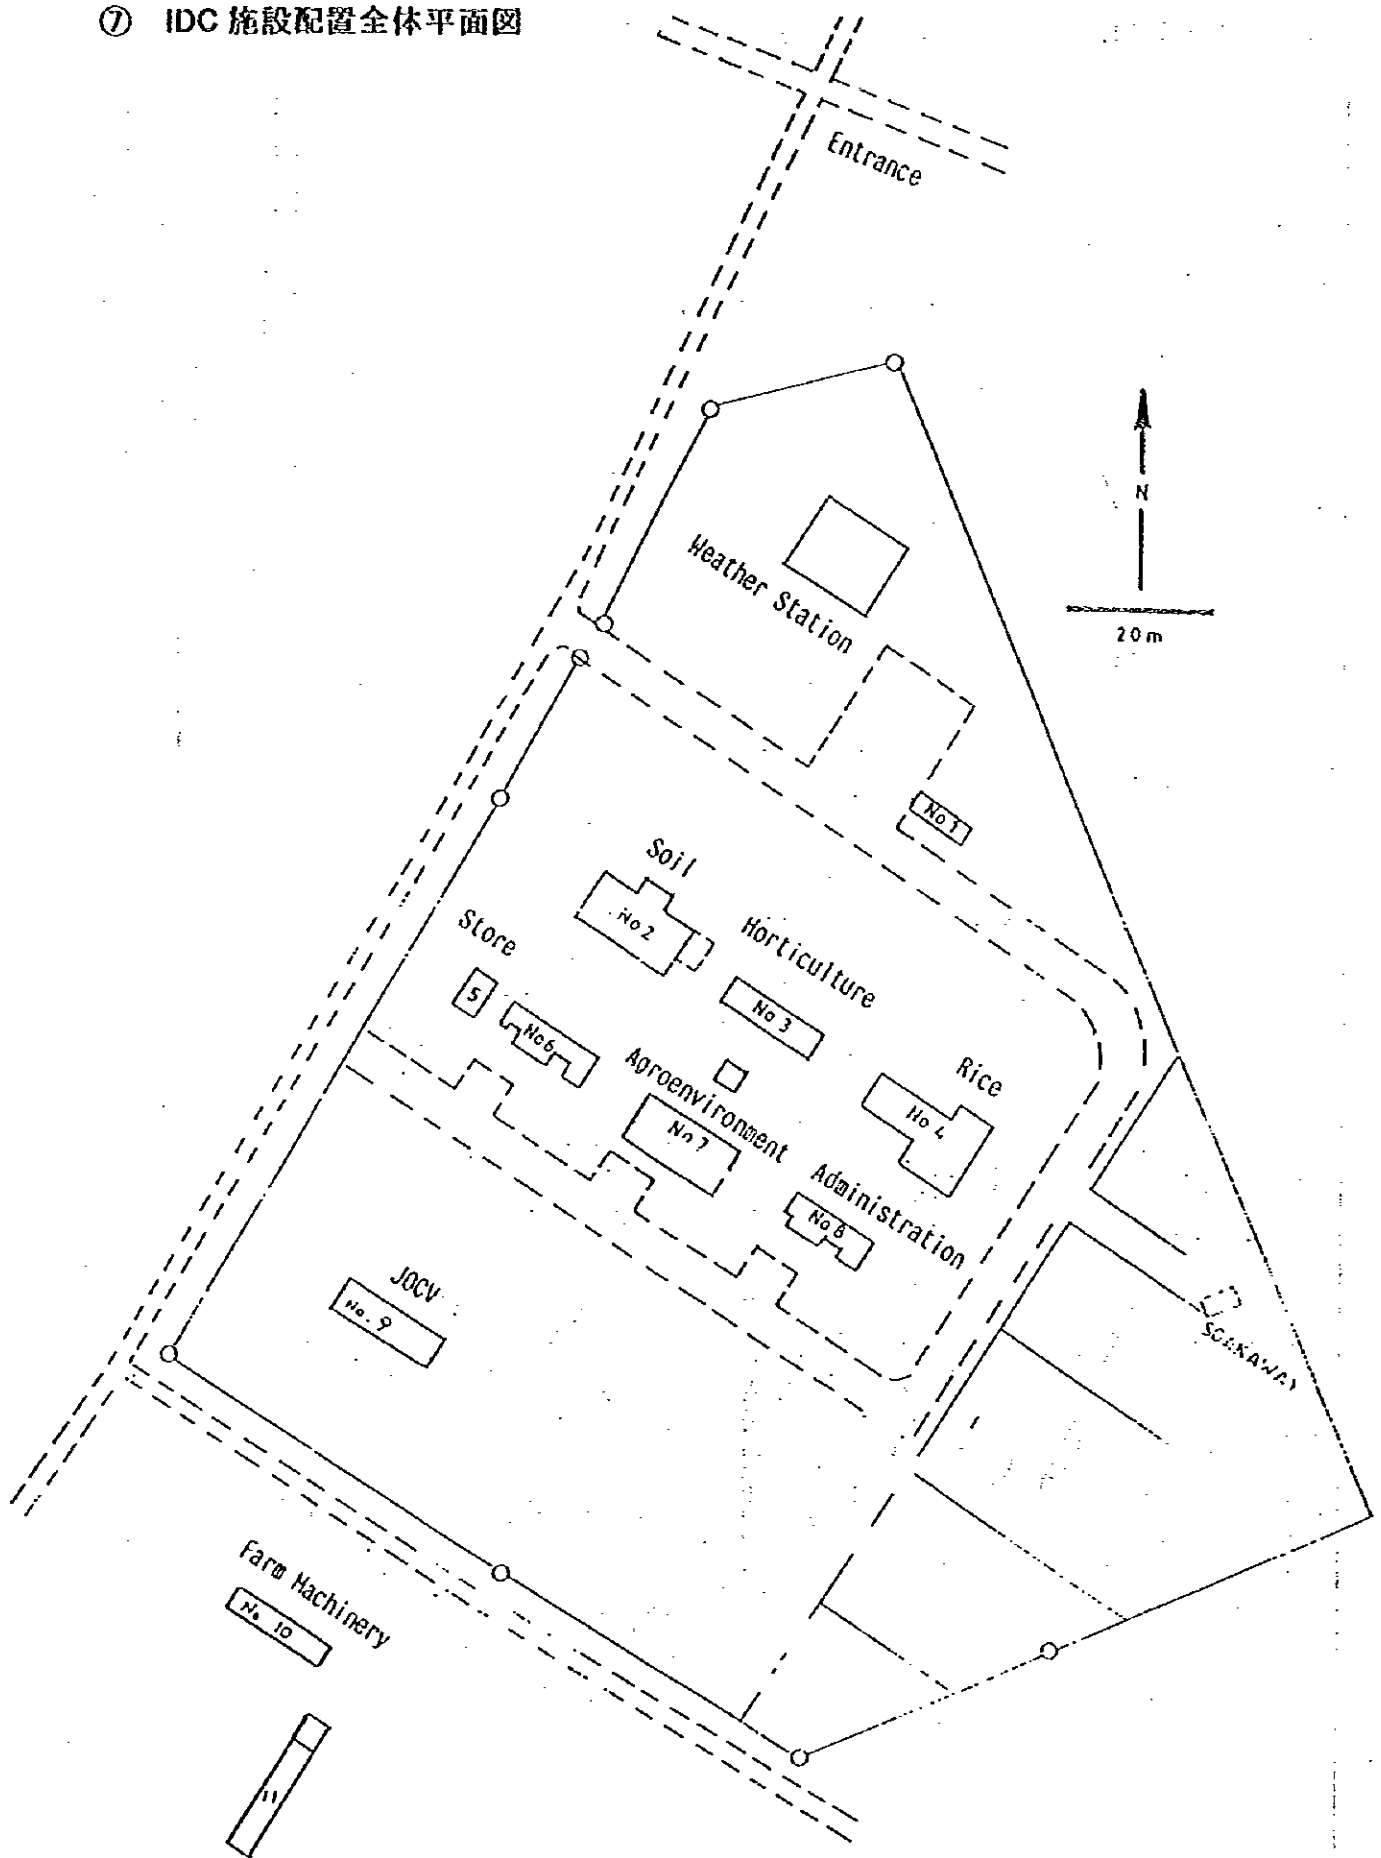 ⑦ IDC 施設配置全体平面図
Entrance
N
20m
Weather Station
No 1
Soil
No 2
Store
Horticulture
5
No 3
No 6
Agroenvironment
Rice
No 4
No 7
Administration
No 8
SOAKAWAY
JOCV
No. 9
Farm Machinery
No. 10
11